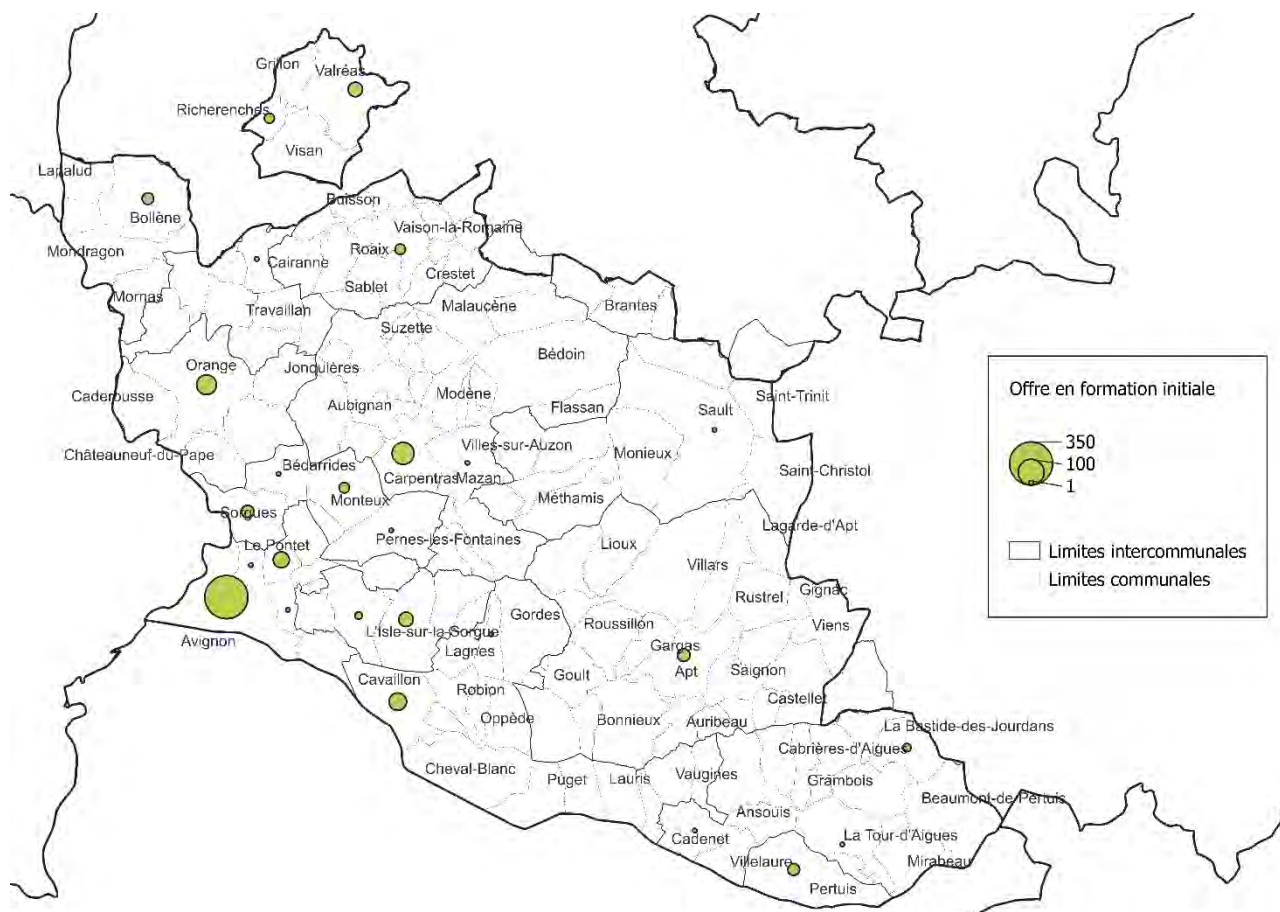 Grillon
Valréas
Richerenches
Visan
Lapalud
Bollène
Buisson
Vaison-la-Romaine
Mondragon
Roaix
Cairanne
Crestet
Sablet
Mornas
Travaillan
Malaucène
Brantes
Suzette
Bédoin
Orange
Jonquières
Caderousse
Modène
Saint-Trinit
Aubignan
Flassan
Sault
Châteauneuf-du-Pape
Villes-sur-Auzon
Monieux
Bédarrides
Carpentras
Mazan
Saint-Christol
Monteux
Méthamis
Sorgues
Lagarde-d'Apt
Pernes-les-Fontaines
Lioux
Le Pontet
Villars
Rustrel
Gignac
Gordes
Roussillon
Viens
L'Isle-sur-la-Sorgue
Avignon
Lagnes
Gargas
Saignon
Cavaillon
Goult
Apt
Robion
Castellet
Oppède
Bonnieux
Auribeau
La Bastide-des-Jourdans
Cabrières-d'Aigues
Cheval-Blanc
Puget
Lauris
Vaugines
Grambois
Beaumont-de-Pertuis
Ansouis
Cadenet
La Tour-d'Aigues
Villelaure
Mirabeau
Pertuis
Offre en formation initiale
350
100
1
Limites intercommunales
Limites communales